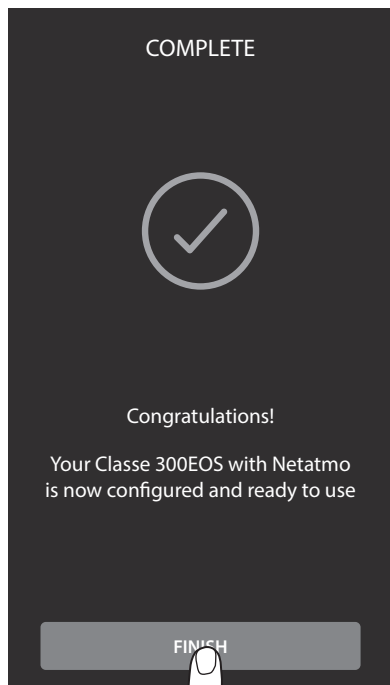 COMPLETE
Congratulations!
Your Classe 300EOS with Netatmo
is now configured and ready to use
FINISH